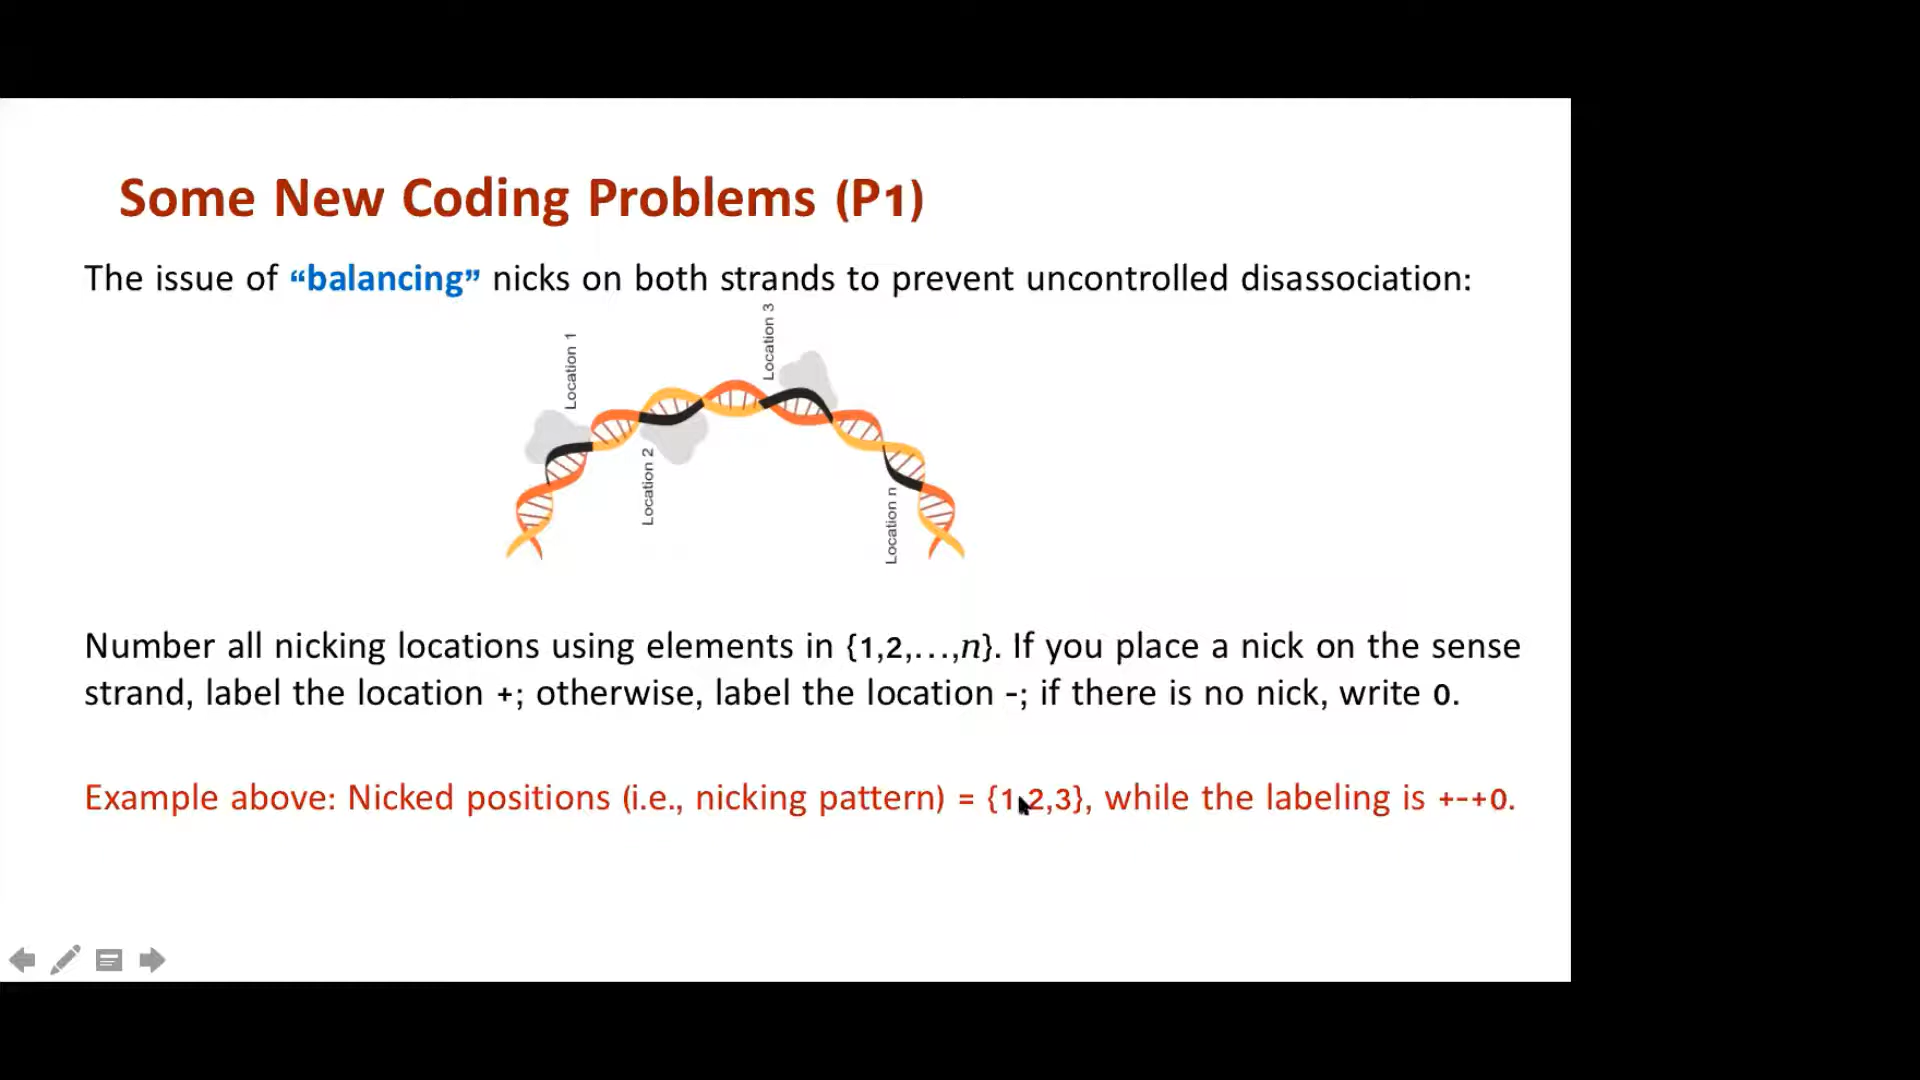 Some New Coding Problems (P1)
The issue of “balancing” nicks on both strands to prevent uncontrolled disassociation:
Location 1
Location 2
Location 3
Location n
Number all nicking locations using elements in {1,2,…,n}. If you place a nick on the sense
strand, label the location +; otherwise, label the location -; if there is no nick, write 0.
Example above: Nicked positions (i.e., nicking pattern) = {1,2,3}, while the labeling is +-+0.